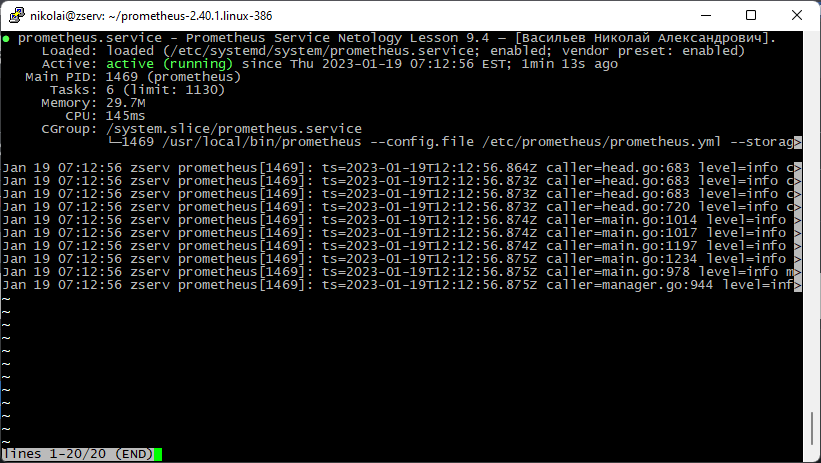 nikolai@zserv: ~/prometheus-2.40.1.linux-386
● prometheus.service - Prometheus Service Netology Lesson 9.4 — [Васильев Николай Александрович].
     Loaded: loaded (/etc/systemd/system/prometheus.service; enabled; vendor preset: enabled)
     Active: active (running) since Thu 2023-01-19 07:12:56 EST; 1min 13s ago
   Main PID: 1469 (prometheus)
      Tasks: 6 (limit: 1130)
     Memory: 29.7M
        CPU: 145ms
     CGroup: /system.slice/prometheus.service
             └─1469 /usr/local/bin/prometheus --config.file /etc/prometheus/prometheus.yml --storag>
Jan 19 07:12:56 zserv prometheus[1469]: ts=2023-01-19T12:12:56.864Z caller=head.go:683 level=info c>
Jan 19 07:12:56 zserv prometheus[1469]: ts=2023-01-19T12:12:56.873Z caller=head.go:683 level=info c>
Jan 19 07:12:56 zserv prometheus[1469]: ts=2023-01-19T12:12:56.873Z caller=head.go:683 level=info c>
Jan 19 07:12:56 zserv prometheus[1469]: ts=2023-01-19T12:12:56.873Z caller=head.go:720 level=info c>
Jan 19 07:12:56 zserv prometheus[1469]: ts=2023-01-19T12:12:56.874Z caller=main.go:1014 level=info >
Jan 19 07:12:56 zserv prometheus[1469]: ts=2023-01-19T12:12:56.874Z caller=main.go:1017 level=info >
Jan 19 07:12:56 zserv prometheus[1469]: ts=2023-01-19T12:12:56.874Z caller=main.go:1197 level=info >
Jan 19 07:12:56 zserv prometheus[1469]: ts=2023-01-19T12:12:56.875Z caller=main.go:1234 level=info >
Jan 19 07:12:56 zserv prometheus[1469]: ts=2023-01-19T12:12:56.875Z caller=main.go:978 level=info m>
Jan 19 07:12:56 zserv prometheus[1469]: ts=2023-01-19T12:12:56.875Z caller=manager.go:944 level=inf>
~
~
~
~
~
~
~
~
~
~
~
~
lines 1-20/20 (END)